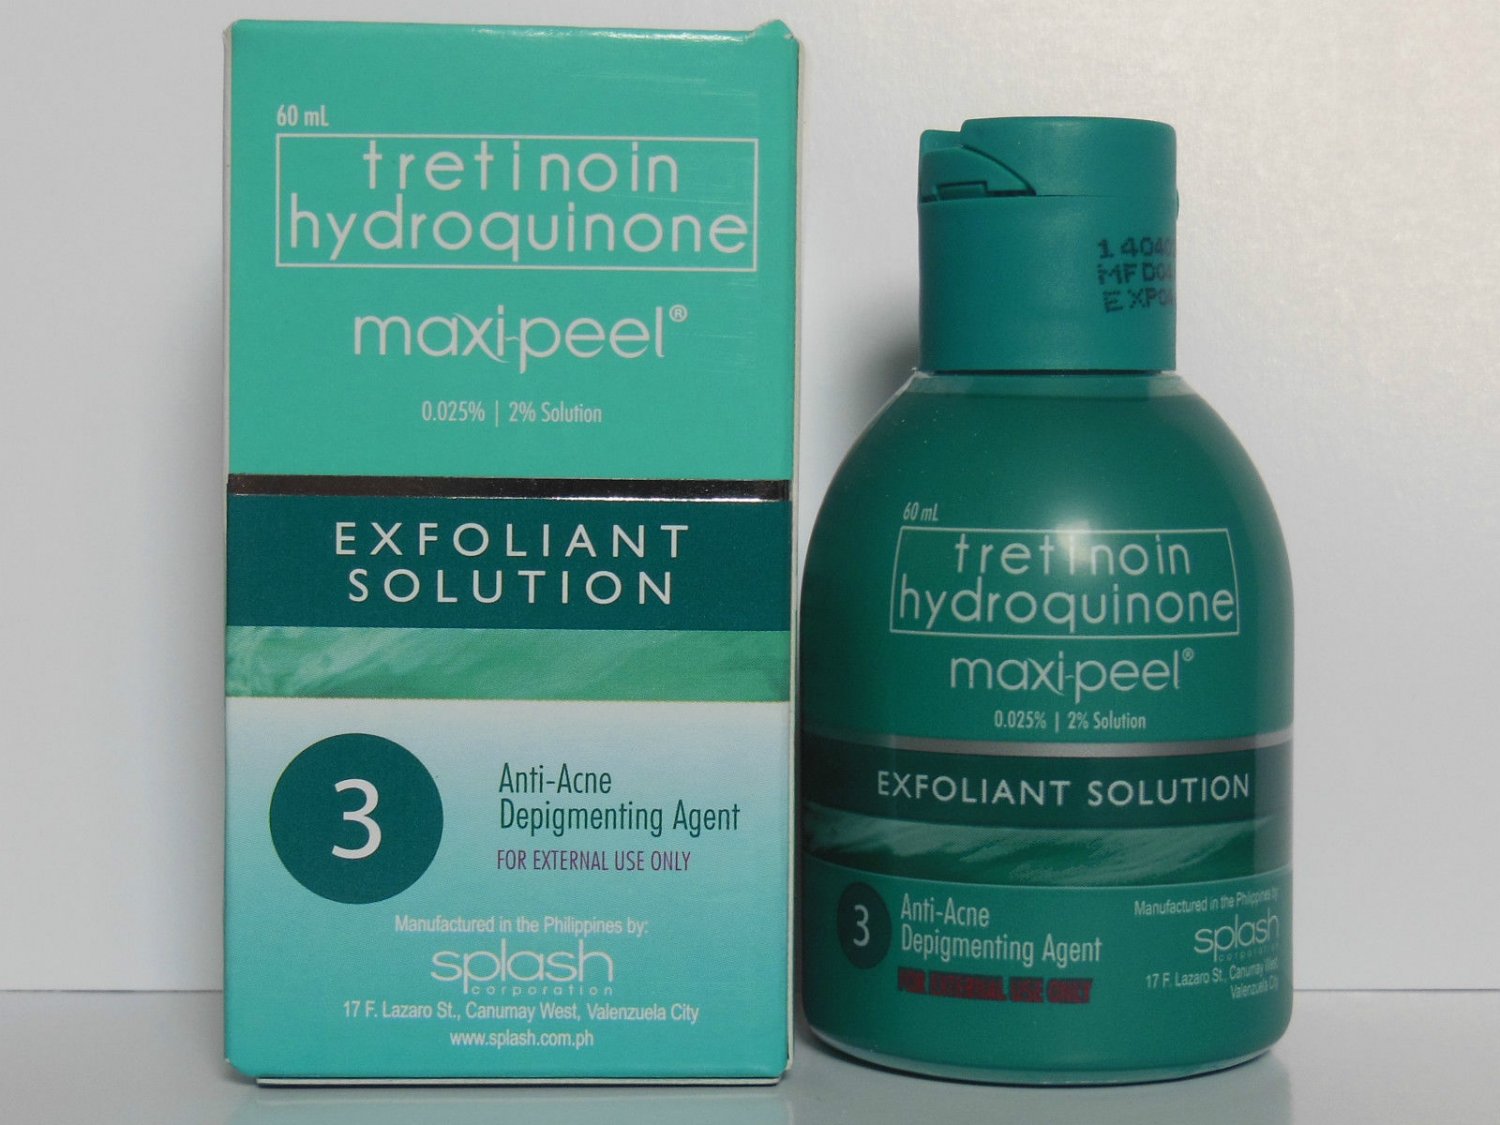 60 mL
tretinoin
hydroquinone
maxi-peel®
0.025% | 2% Solution
EXFOLIANT
SOLUTION
3
Anti-Acne
Depigmenting Agent
FOR EXTERNAL USE ONLY
Manufactured in the Philippines by:
splash
corporation
17 F. Lazaro St., Canumay West, Valenzuela City
www.splash.com.ph
60 mL
tretinoin
hydroquinone
maxi-peel®
0.025% | 2% Solution
EXFOLIANT SOLUTION
3
Anti-Acne
Depigmenting Agent
FOR EXTERNAL USE ONLY
Manufactured in the Philippines by
splash
corporation
17 F. Lazaro St., Canumay West,
Valenzuela City